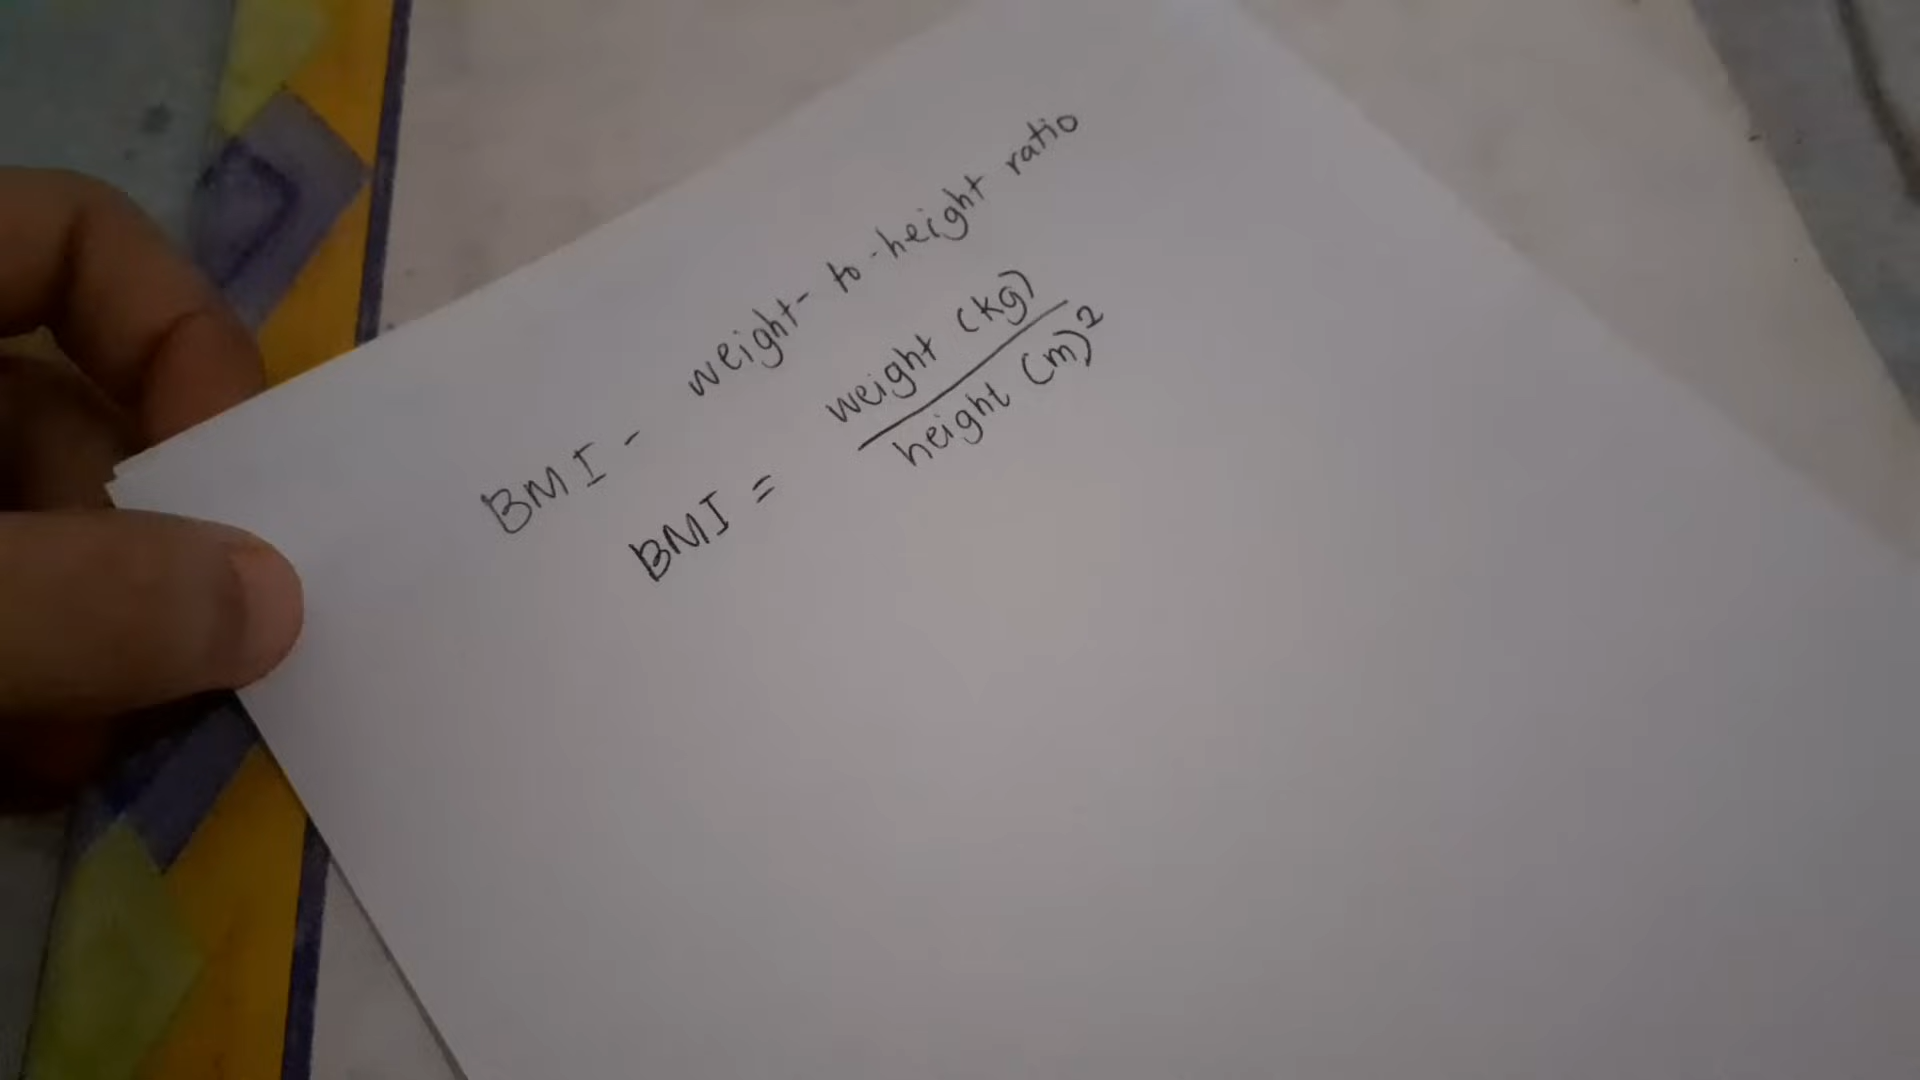 BMI - weight-to-height ratio
BMI = weight (kg)
height (m)²